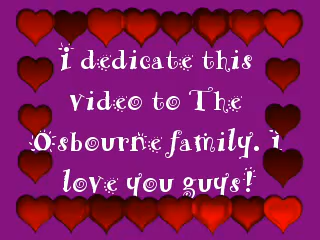 I dedicate this
video to The
Osbourne family. I
love you guys!